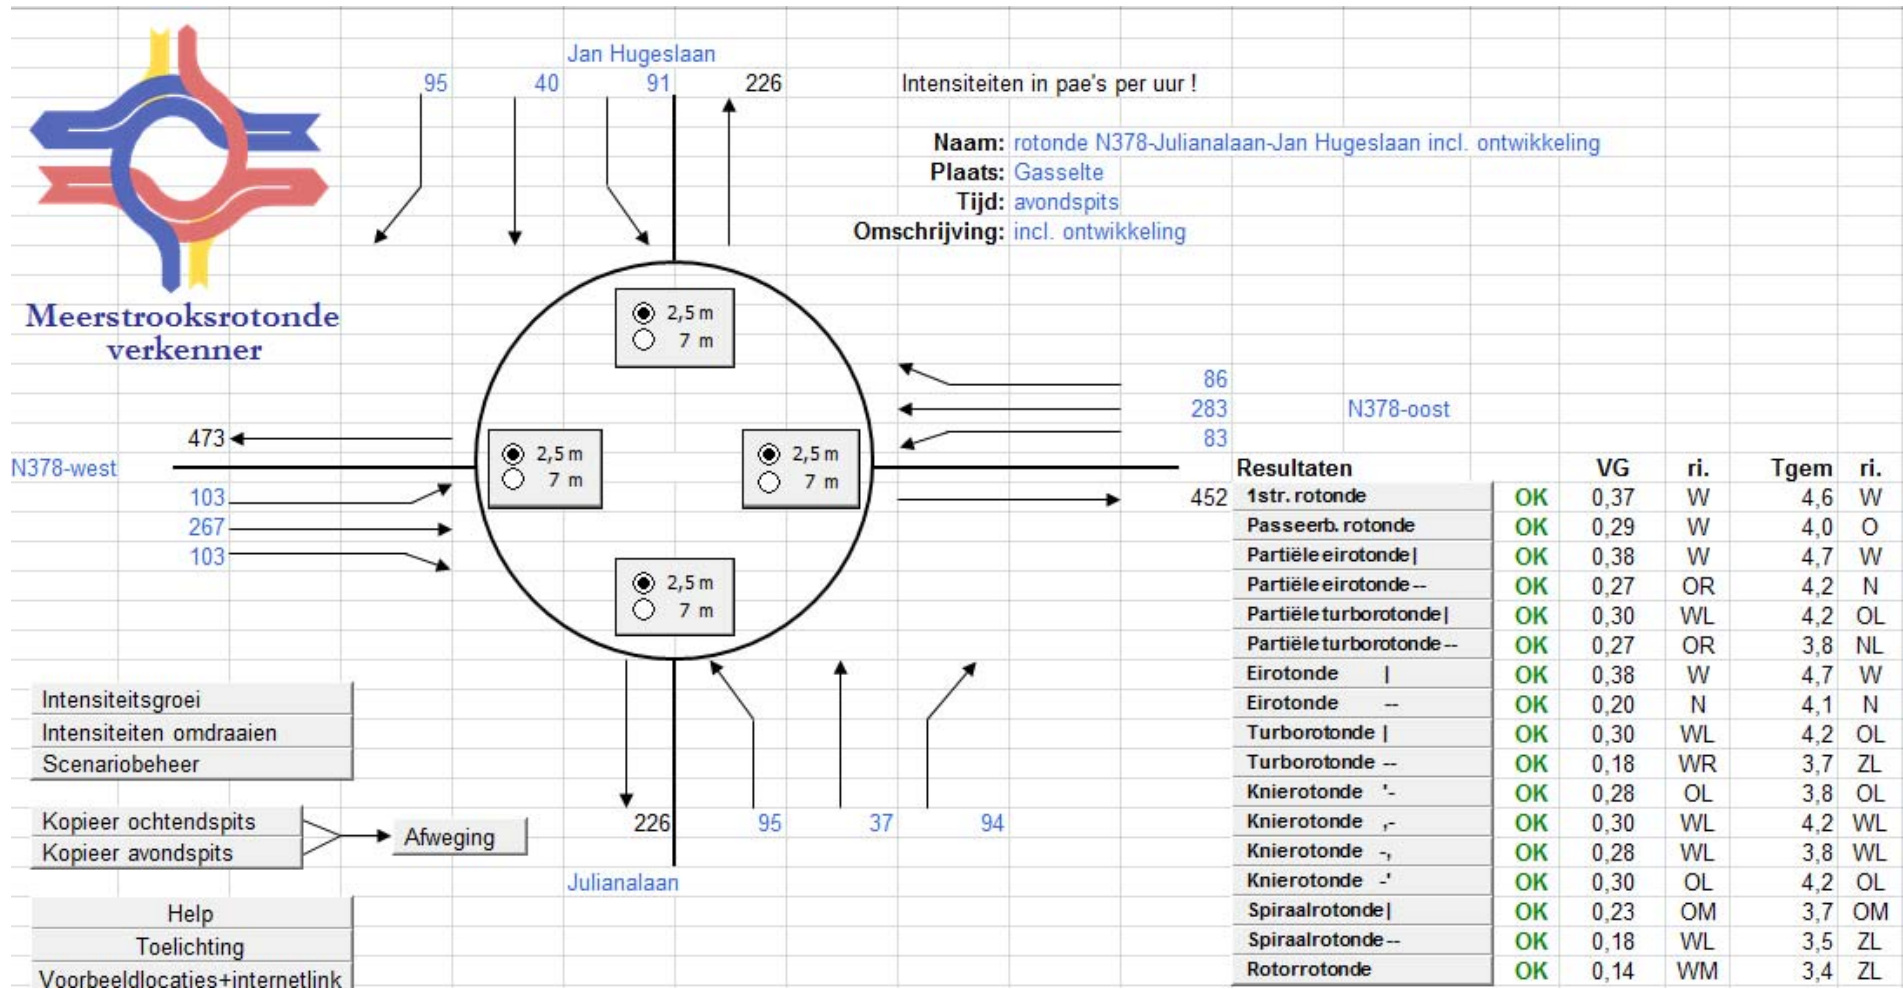 Jan Hugeslaan
95 40 91 226 Intensiteiten in pae's per uur !
Naam: rotonde N378-Julianalaan-Jan Hugeslaan incl. ontwikkeling
Plaats: Gasselte
Tijd: avondspits
Omschrijving: incl. ontwikkeling
Meerstrooksrotonde
verkenner
2,5 m
7 m
86
283 N378-oost
83
473
N378-west
103
267
103
2,5 m
7 m
2,5 m
7 m
452
2,5 m
7 m
226 95 37 94
Julianalaan
Intensiteitsgroei
Intensiteiten omdraaien
Scenariobeheer
Kopieer ochtendspits
Kopieer avondspits
Afweging
Help
Toelichting
Voorbeeldlocaties+internetlink
Resultaten VG ri. Tgem ri.
1str. rotonde OK 0,37 W 4,6 W
Passeerb. rotonde OK 0,29 W 4,0 O
Partiële eirotonde | OK 0,38 W 4,7 W
Partiële eirotonde -- OK 0,27 OR 4,2 N
Partiële turborotonde | OK 0,30 WL 4,2 OL
Partiële turborotonde -- OK 0,27 OR 3,8 NL
Eirotonde | OK 0,38 W 4,7 W
Eirotonde -- OK 0,20 N 4,1 N
Turborotonde | OK 0,30 WL 4,2 OL
Turborotonde -- OK 0,18 WR 3,7 ZL
Knierotonde '- OK 0,28 OL 3,8 OL
Knierotonde ,- OK 0,30 WL 4,2 WL
Knierotonde -, OK 0,28 WL 3,8 WL
Knierotonde -' OK 0,30 OL 4,2 OL
Spiraalrotonde | OK 0,23 OM 3,7 OM
Spiraalrotonde -- OK 0,18 WL 3,5 ZL
Rotorrotonde OK 0,14 WM 3,4 ZL